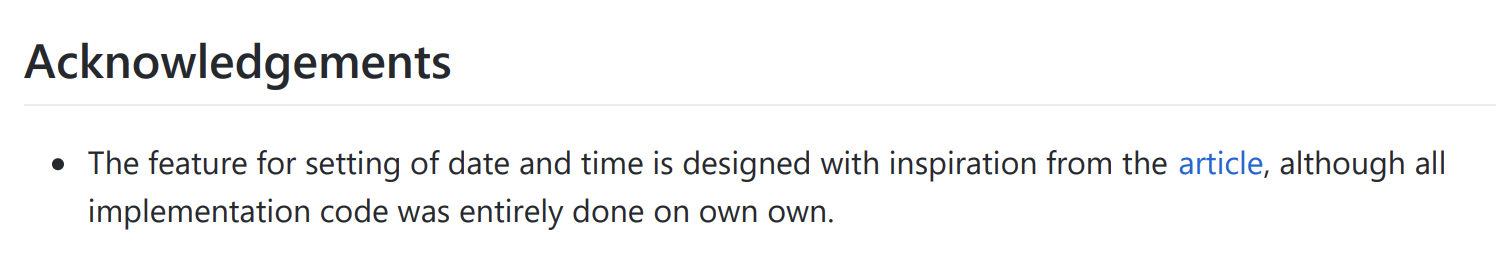 Acknowledgements
• The feature for setting of date and time is designed with inspiration from the article, although all
implementation code was entirely done on own own.